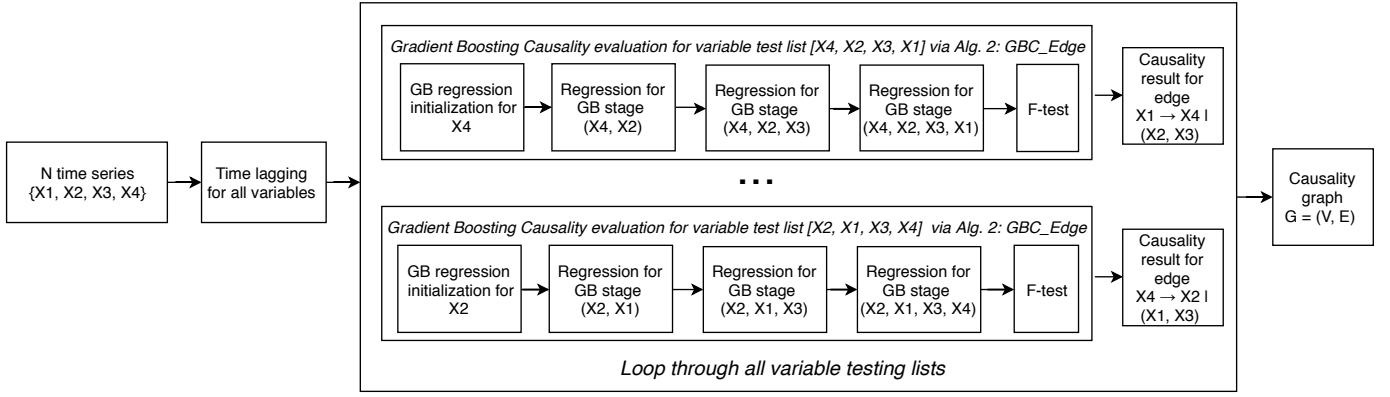 N time series
{X1, X2, X3, X4}
Time lagging
for all variables
Gradient Boosting Causality evaluation for variable test list [X4, X2, X3, X1] via Alg. 2: GBC_Edge
GB regression
initialization for
X4
Regression for
GB stage
(X4, X2)
Regression for
GB stage
(X4, X2, X3)
Regression for
GB stage
(X4, X2, X3, X1)
F-test
Causality
result for
edge
X1 → X4 |
(X2, X3)
...
Gradient Boosting Causality evaluation for variable test list [X2, X1, X3, X4] via Alg. 2: GBC_Edge
GB regression
initialization for
X2
Regression for
GB stage
(X2, X1)
Regression for
GB stage
(X2, X1, X3)
Regression for
GB stage
(X2, X1, X3, X4)
F-test
Causality
result for
edge
X4 → X2 |
(X1, X3)
Loop through all variable testing lists
Causality
graph
G = (V, E)